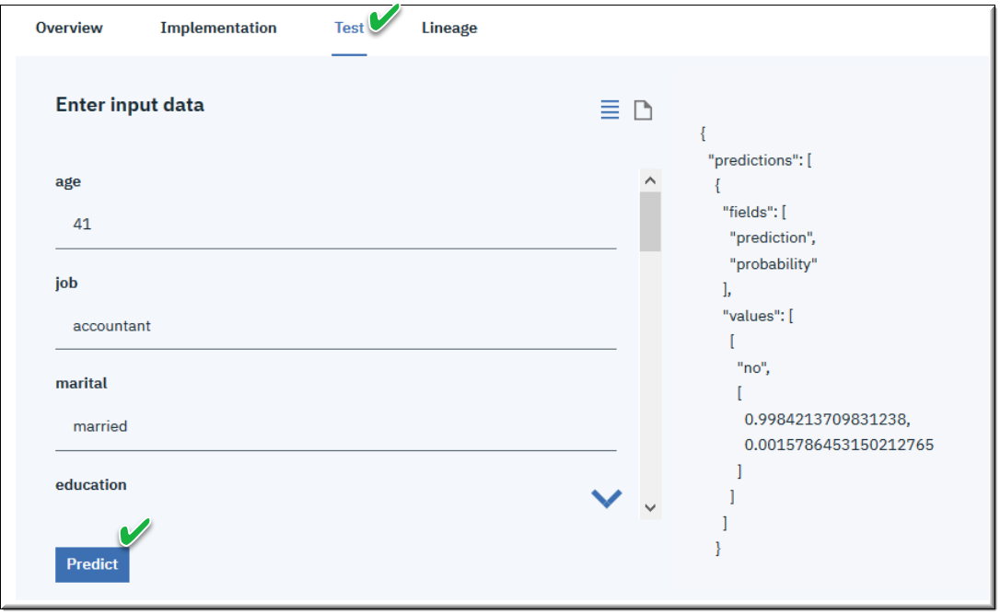 Overview Implementation Test Lineage
Enter input data
age
41
job
accountant
marital
married
education
Predict
{
"predictions": [
{
"fields": [
"prediction",
"probability"
],
"values": [
[
"no",
[
0.9984213709831238,
0.0015786453150212765
]
]
]
}